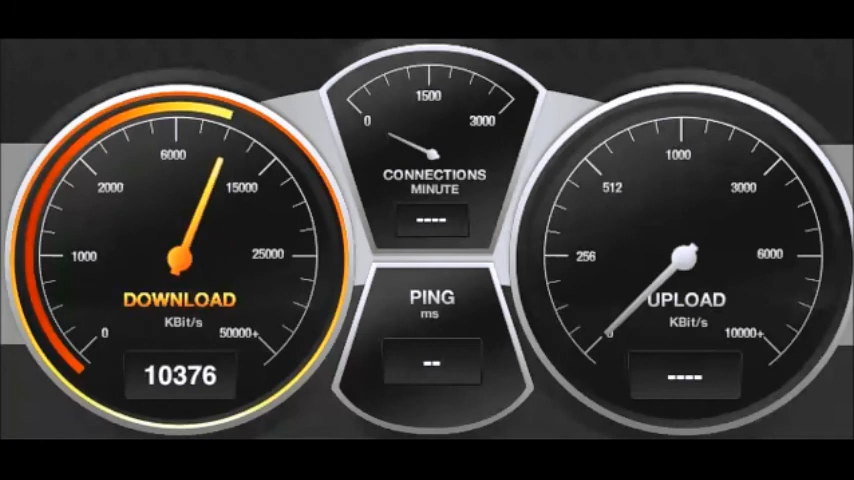 6000
2000
15000
1000
25000
0
50000+
DOWNLOAD
KBit/s
10376
1500
0
3000
CONNECTIONS
MINUTE
----
PING
ms
--
1000
512
3000
256
6000
0
10000+
UPLOAD
KBit/s
----